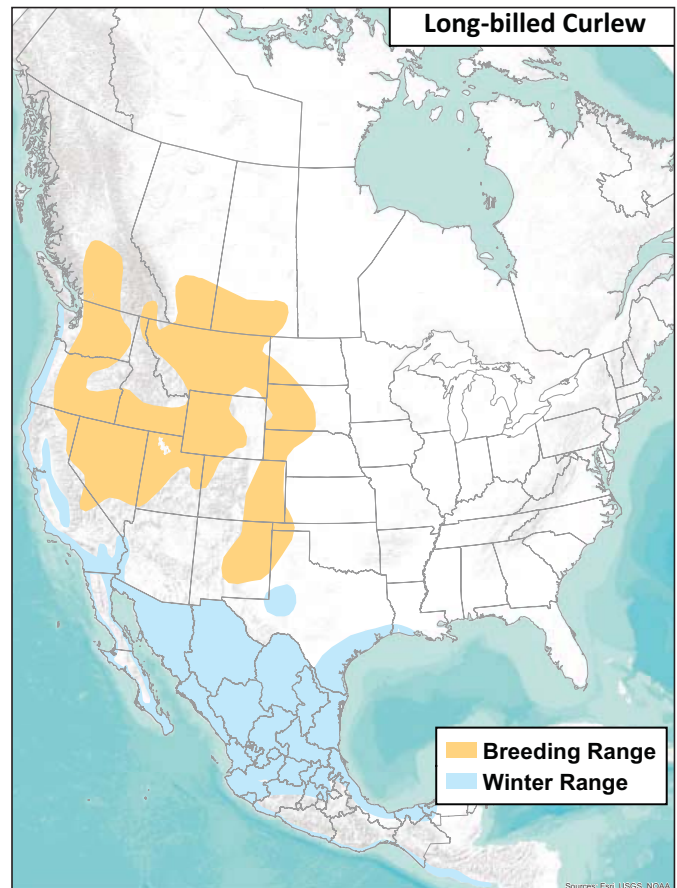 Long-billed Curlew
Breeding Range
Winter Range
Sources: Esri, USGS, NOAA